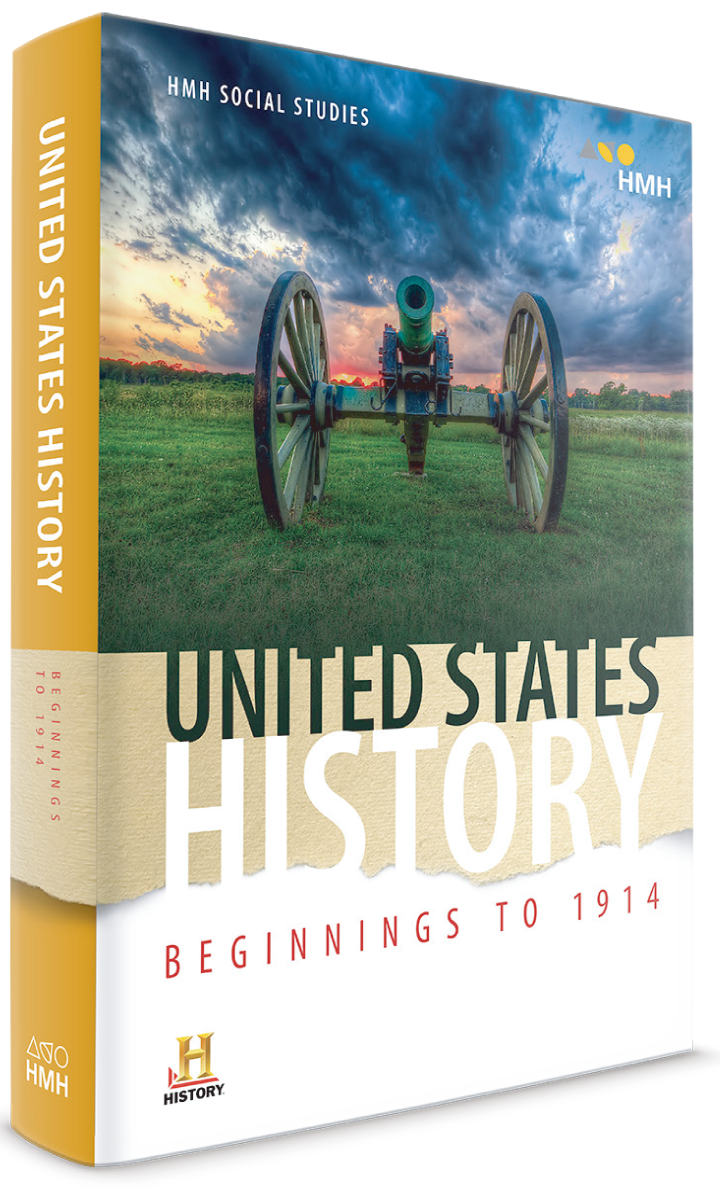 HMH SOCIAL STUDIES
HMH
UNITED STATES
HISTORY
BEGINNINGS TO 1914
H
HISTORY
UNITED STATES HISTORY
BEGINNINGS
TO 1914
HMH